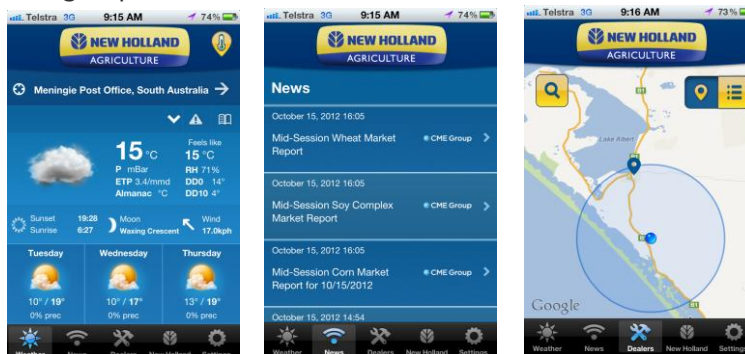 Telstra 3G 9:15 AM 74%
NEW HOLLAND
AGRICULTURE
Meningie Post Office, South Australia
15 °C
Feels like
15 °C
P mBar
RH 71%
ETP 3.4/mmd
DD0 14°
Almanac °C
DD10 4°
Sunset 19:28
Sunrise 6:27
Moon
Waxing Crescent
Wind
17.0kph
Tuesday
Wednesday
Thursday
10° / 19°
10° / 17°
13° / 19°
0% prec
0% prec
0% prec
Weather News Dealers New Holland Settings
Telstra 3G 9:15 AM 74%
NEW HOLLAND
AGRICULTURE
News
October 15, 2012 16:05
Mid-Session Wheat Market
Report
CME Group
October 15, 2012 16:05
Mid-Session Soy Complex
Market Report
CME Group
October 15, 2012 16:05
Mid-Session Corn Market
Report for 10/15/2012
CME Group
October 15, 2012 14:54
Weather News Dealers New Holland Settings
Telstra 3G 9:16 AM 73%
NEW HOLLAND
AGRICULTURE
B1
Lake Albert
B1
B1
Google
Weather News Dealers New Holland Settings